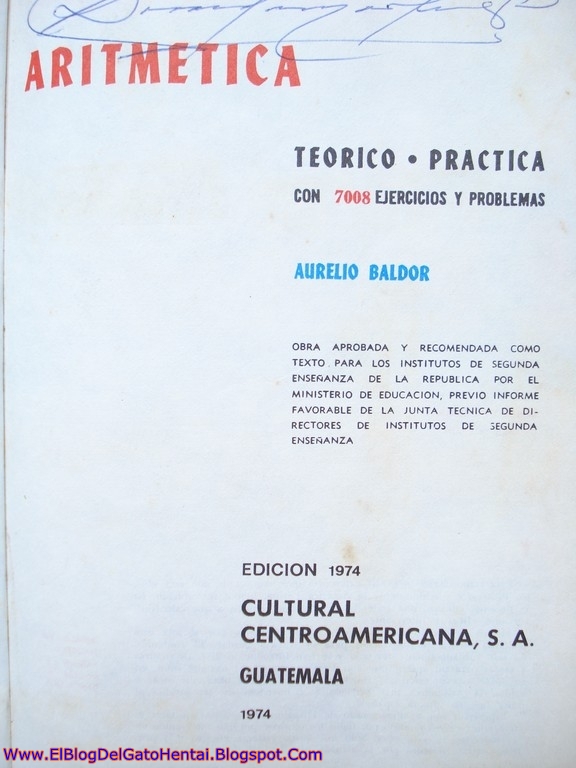 ARITMETICA
TEORICO • PRACTICA
CON 7008 EJERCICIOS Y PROBLEMAS
AURELIO BALDOR
OBRA APROBADA Y RECOMENDADA COMO
TEXTO PARA LOS INSTITUTOS DE SEGUNDA
ENSEÑANZA DE LA REPUBLICA POR EL
MINISTERIO DE EDUCACION, PREVIO INFORME
FAVORABLE DE LA JUNTA TECNICA DE DI-
RECTORES DE INSTITUTOS DE SEGUNDA
ENSEÑANZA
EDICION 1974
CULTURAL
CENTROAMERICANA, S. A.
GUATEMALA
1974
Www.ElBlogDelGatoHentai.Blogspot.Com